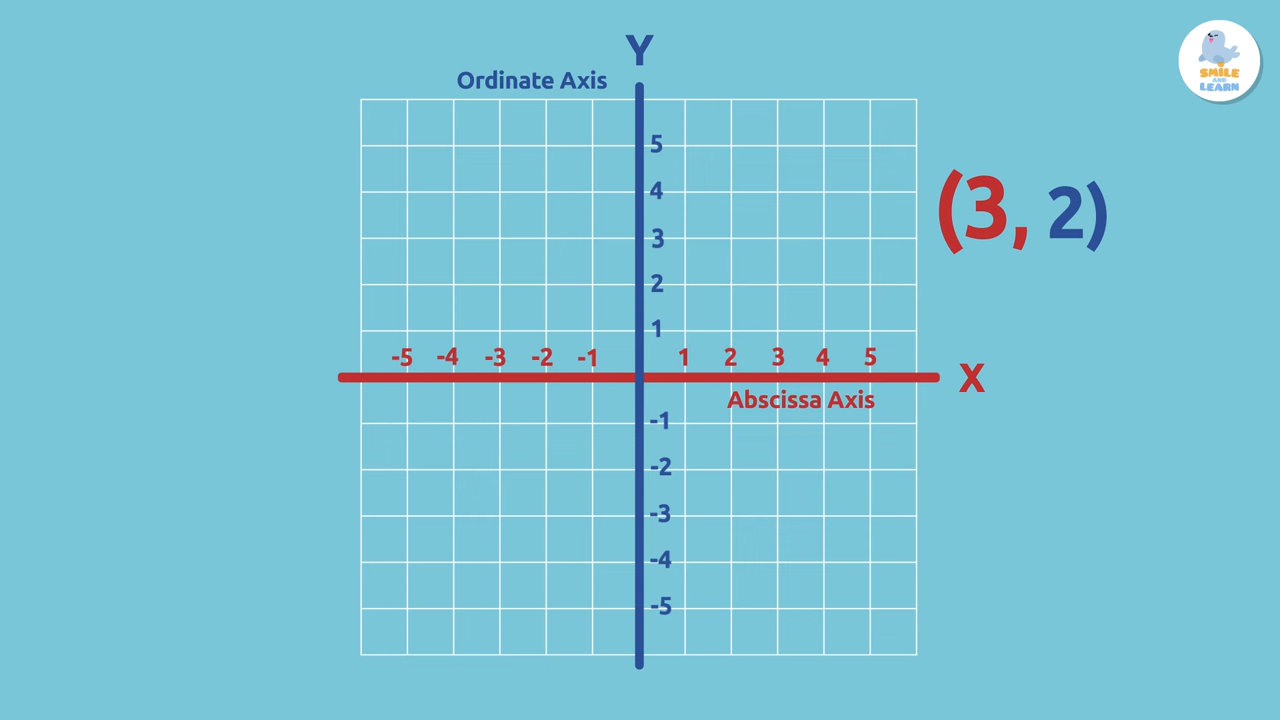 Y
Ordinate Axis
SMILE
AND
LEARN
5
4
(3, 2)
3
2
1
-5 -4 -3 -2 -1 1 2 3 4 5
X
Abscissa Axis
-1
-2
-3
-4
-5